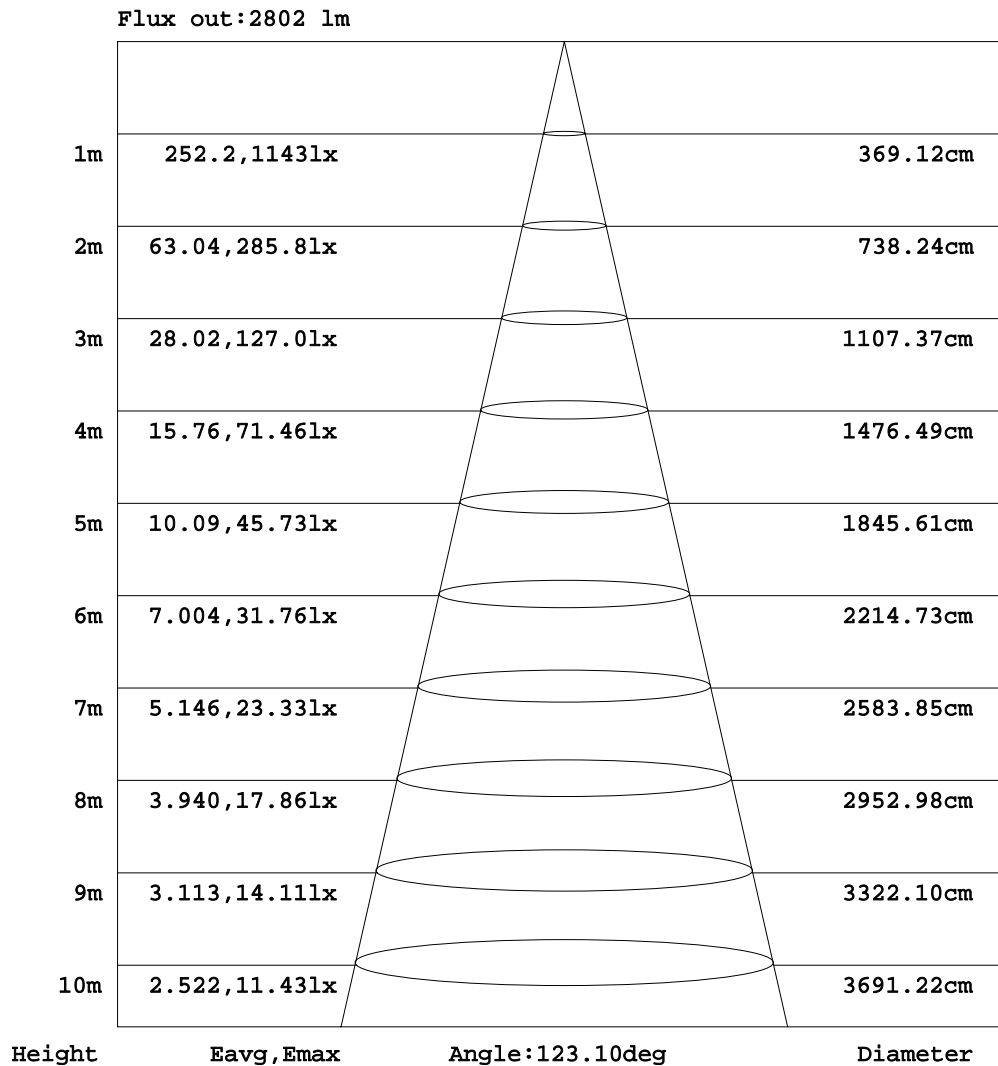 Flux out:2802 lm
1m 252.2,1143lx 369.12cm
2m 63.04,285.8lx 738.24cm
3m 28.02,127.0lx 1107.37cm
4m 15.76,71.46lx 1476.49cm
5m 10.09,45.73lx 1845.61cm
6m 7.004,31.76lx 2214.73cm
7m 5.146,23.33lx 2583.85cm
8m 3.940,17.86lx 2952.98cm
9m 3.113,14.11lx 3322.10cm
10m 2.522,11.43lx 3691.22cm
Height Eavg,Emax Angle:123.10deg Diameter